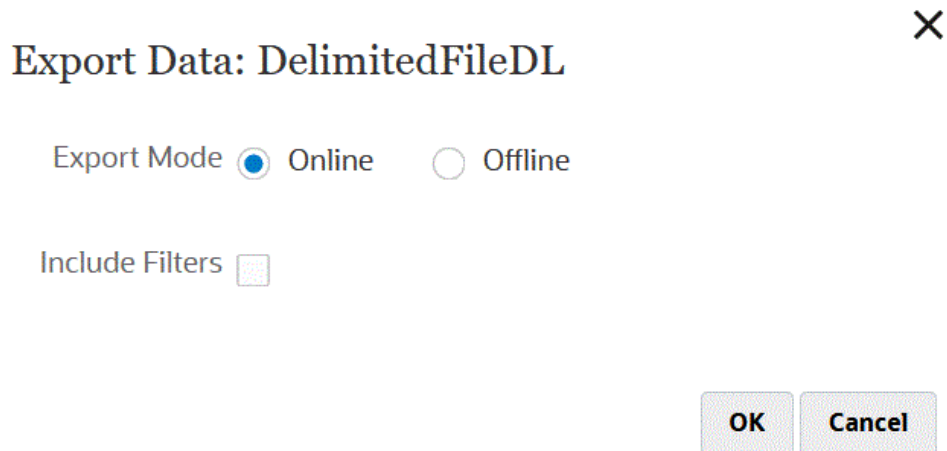 Export Data: DelimitedFileDL
Export Mode Online Offline
Include Filters
OK Cancel